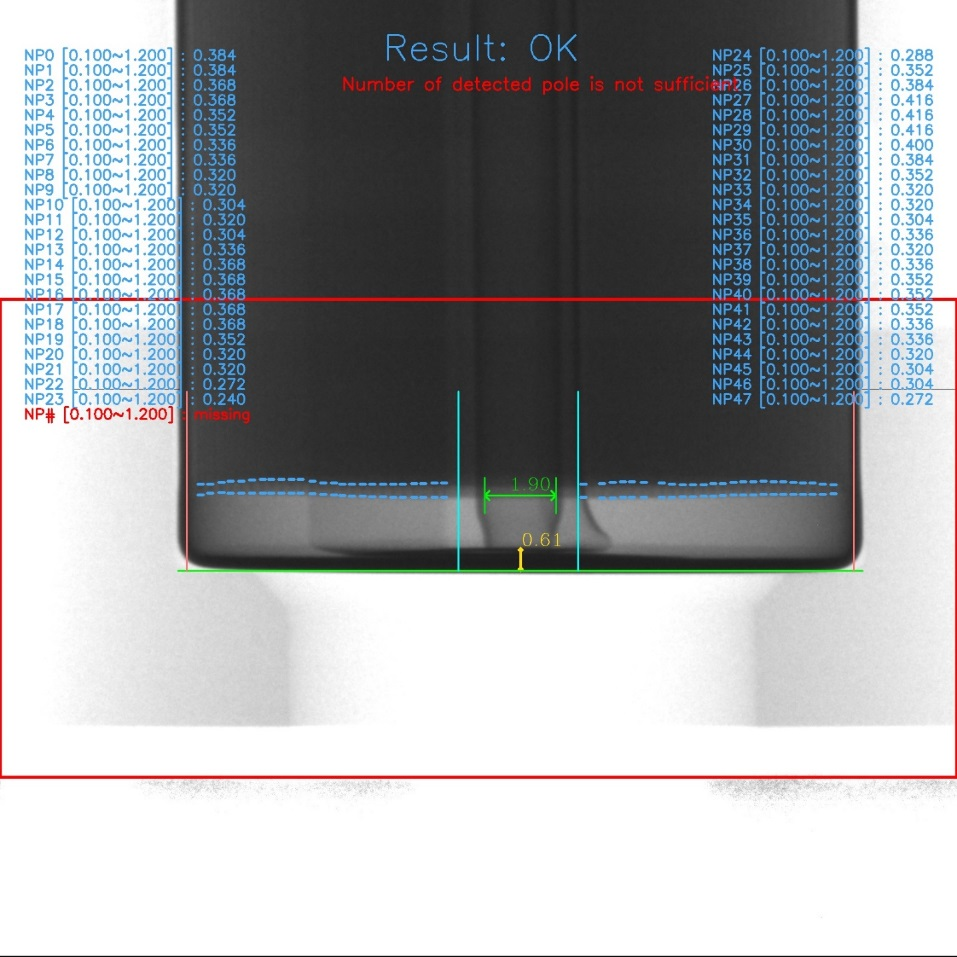 Result: OK
Number of detected pole is not sufficient
NP0 [0.100~1.200] : 0.384
NP1 [0.100~1.200] : 0.384
NP2 [0.100~1.200] : 0.368
NP3 [0.100~1.200] : 0.368
NP4 [0.100~1.200] : 0.352
NP5 [0.100~1.200] : 0.352
NP6 [0.100~1.200] : 0.336
NP7 [0.100~1.200] : 0.336
NP8 [0.100~1.200] : 0.320
NP9 [0.100~1.200] : 0.320
NP10 [0.100~1.200] : 0.304
NP11 [0.100~1.200] : 0.320
NP12 [0.100~1.200] : 0.304
NP13 [0.100~1.200] : 0.336
NP14 [0.100~1.200] : 0.368
NP15 [0.100~1.200] : 0.368
NP16 [0.100~1.200] : 0.368
NP17 [0.100~1.200] : 0.368
NP18 [0.100~1.200] : 0.368
NP19 [0.100~1.200] : 0.352
NP20 [0.100~1.200] : 0.320
NP21 [0.100~1.200] : 0.320
NP22 [0.100~1.200] : 0.272
NP23 [0.100~1.200] : 0.240
NP# [0.100~1.200] : missing
NP24 [0.100~1.200] : 0.288
NP25 [0.100~1.200] : 0.352
NP26 [0.100~1.200] : 0.384
NP27 [0.100~1.200] : 0.416
NP28 [0.100~1.200] : 0.416
NP29 [0.100~1.200] : 0.416
NP30 [0.100~1.200] : 0.400
NP31 [0.100~1.200] : 0.384
NP32 [0.100~1.200] : 0.352
NP33 [0.100~1.200] : 0.320
NP34 [0.100~1.200] : 0.320
NP35 [0.100~1.200] : 0.304
NP36 [0.100~1.200] : 0.336
NP37 [0.100~1.200] : 0.320
NP38 [0.100~1.200] : 0.336
NP39 [0.100~1.200] : 0.352
NP40 [0.100~1.200] : 0.352
NP41 [0.100~1.200] : 0.352
NP42 [0.100~1.200] : 0.336
NP43 [0.100~1.200] : 0.336
NP44 [0.100~1.200] : 0.320
NP45 [0.100~1.200] : 0.304
NP46 [0.100~1.200] : 0.304
NP47 [0.100~1.200] : 0.272
1.90
0.61